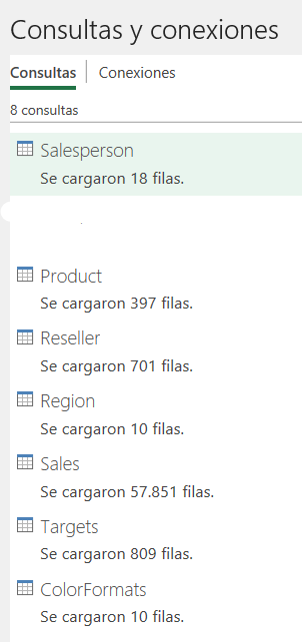 Consultas y conexiones
Consultas | Conexiones
8 consultas
Salesperson
Se cargaron 18 filas.
Product
Se cargaron 397 filas.
Reseller
Se cargaron 701 filas.
Region
Se cargaron 10 filas.
Sales
Se cargaron 57.851 filas.
Targets
Se cargaron 809 filas.
ColorFormats
Se cargaron 10 filas.